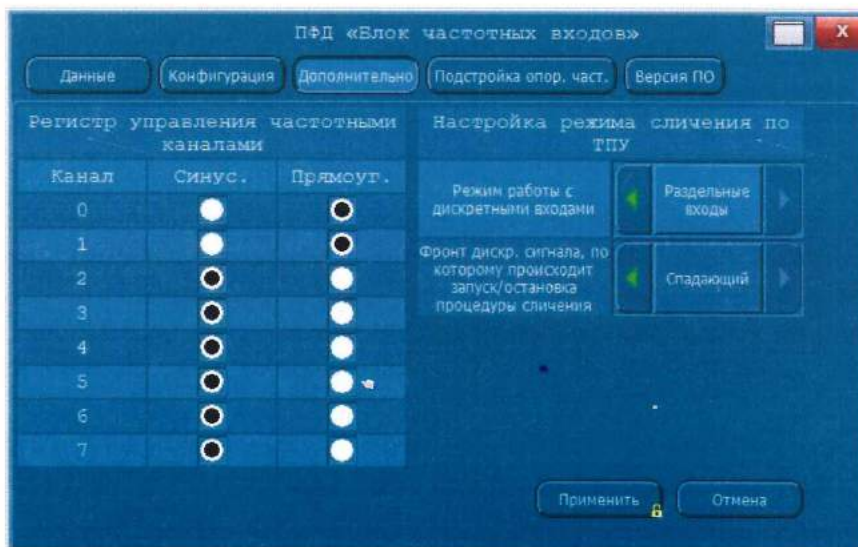 ПФД «Блок частотных входов»
X
Данные
Конфигурация
Дополнительно
Подстройка опор. част.
Версия ПО
Регистр управления частотными
каналами
Канал
Синус.
Прямоуг.
0
1
2
3
4
5
6
7
Настройка режима сличения по
ТПУ
Режим работы с
дискретными входами
Раздельные
входы
Фронт дискр. сигнала, по
которому происходит
запуск/остановка
процедуры сличения
Спадающий
Применить
Отмена